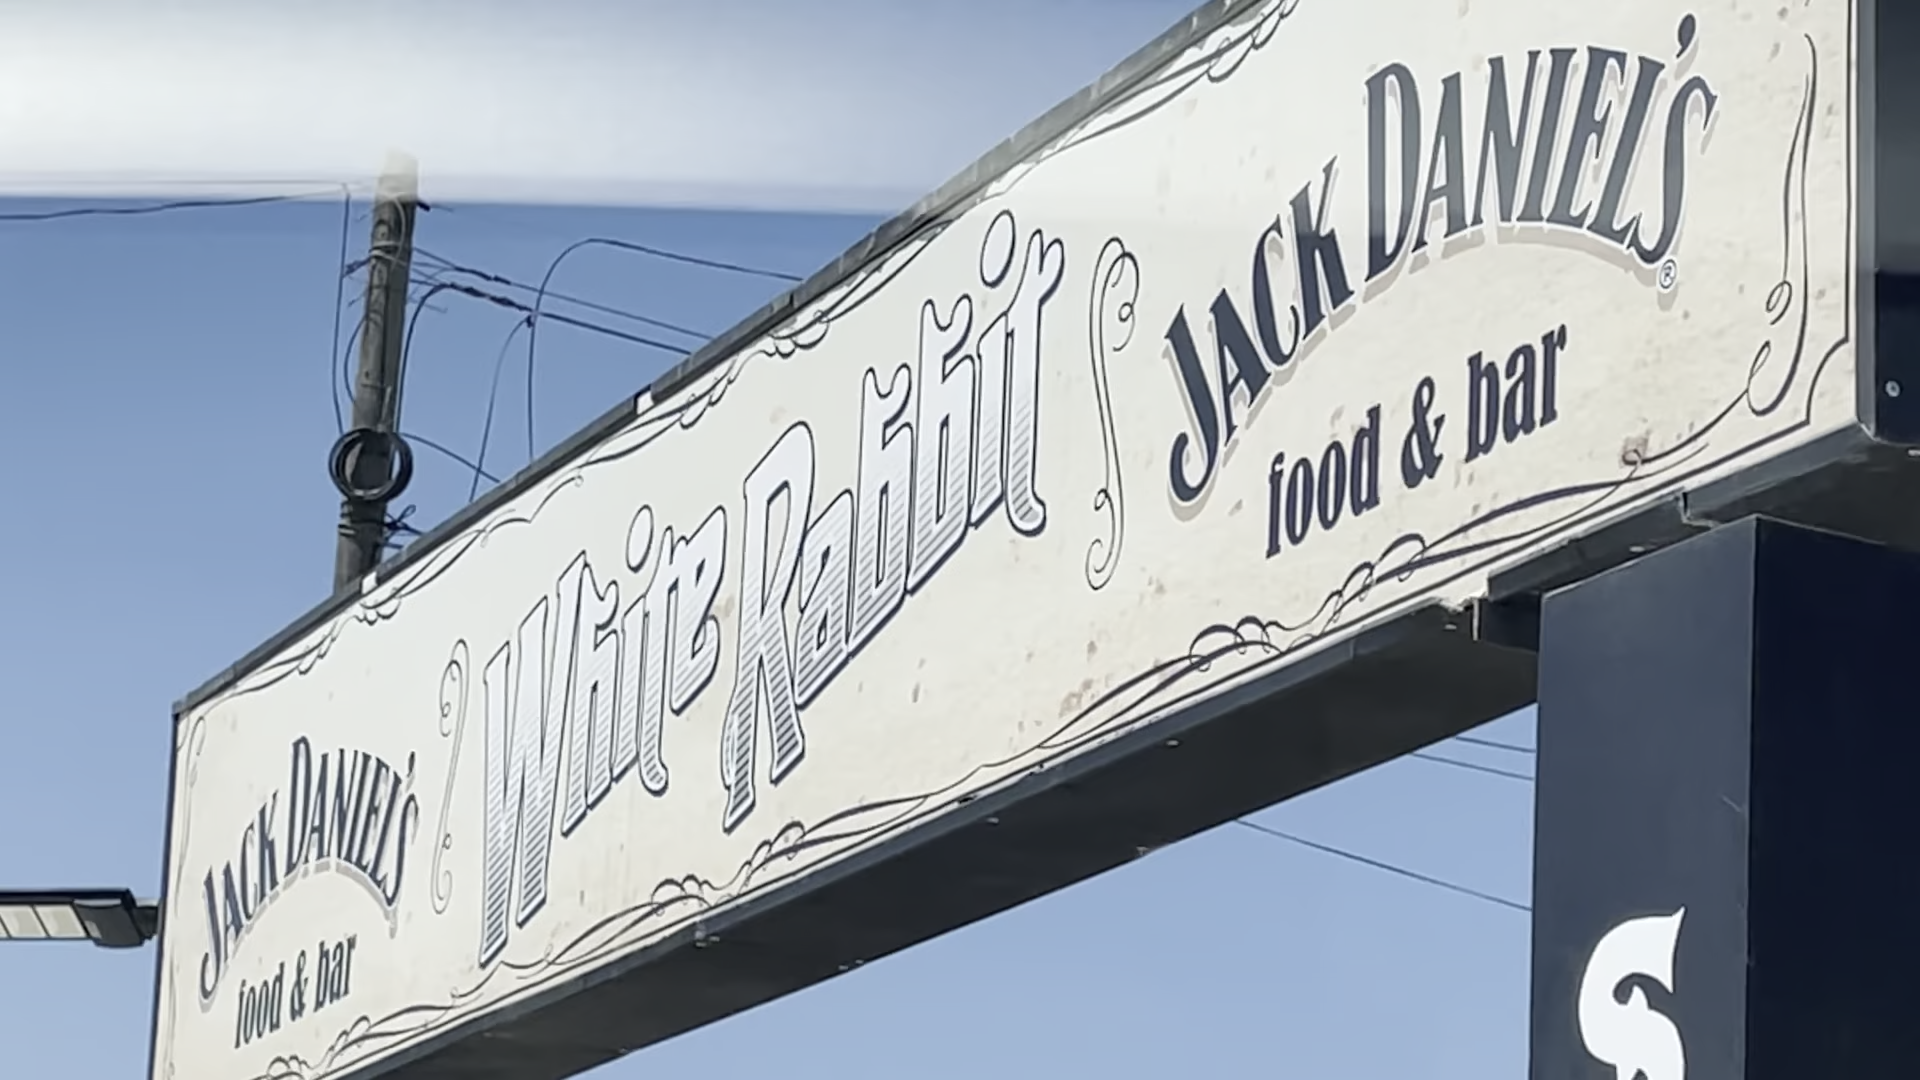 JACK DANIEL'S
food & bar
White Rabbit
JACK DANIEL'S®
food & bar
S